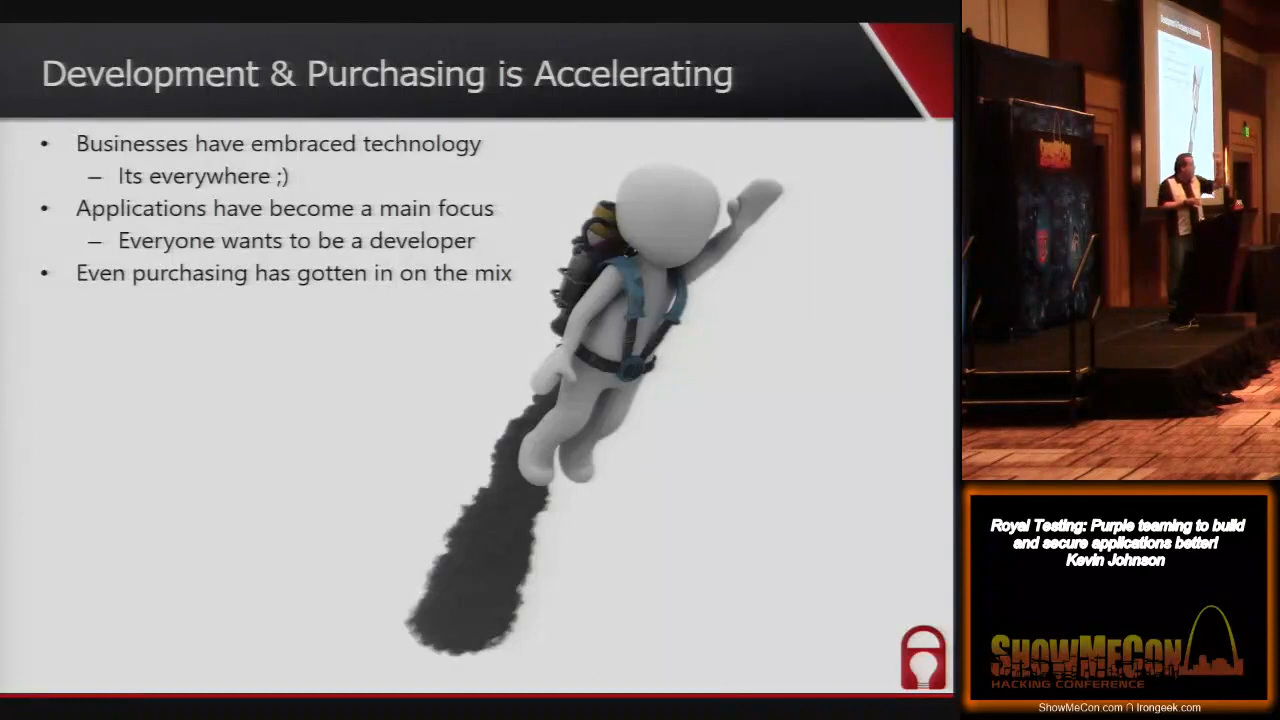 Development & Purchasing is Accelerating
• Businesses have embraced technology
– Its everywhere ;)
• Applications have become a main focus
– Everyone wants to be a developer
• Even purchasing has gotten in on the mix
ShowMeCon
Royal Testing: Purple teaming to build
and secure applications better!
Kevin Johnson
ShowMeCon
HACKING CONFERENCE
ShowMeCon.com ∩ Irongeek.com